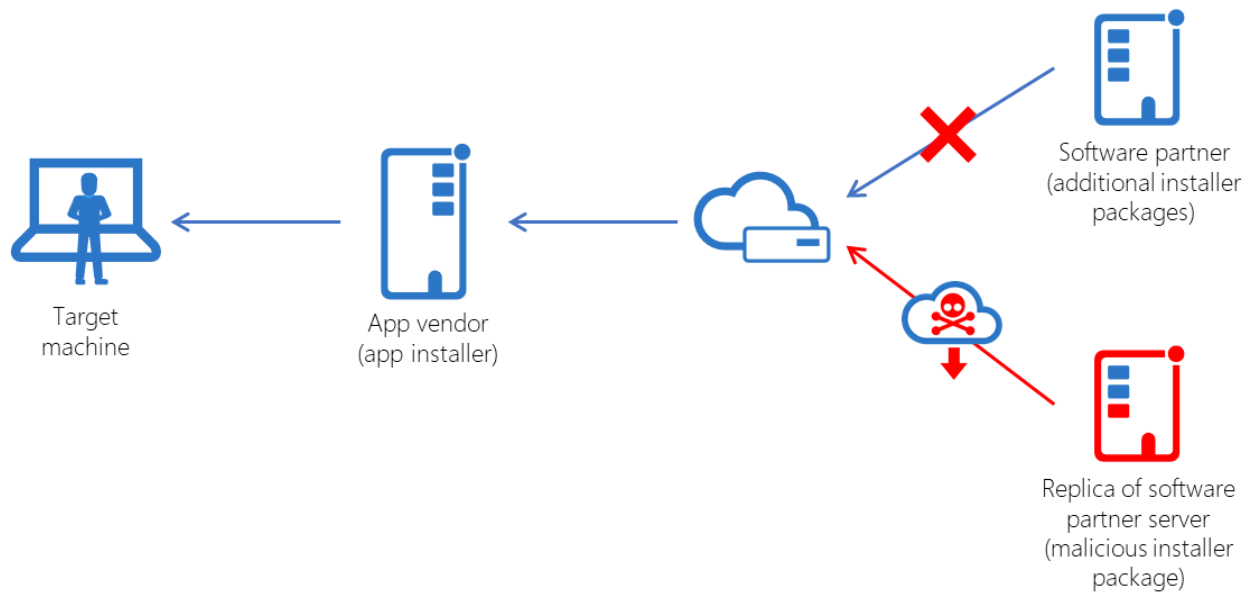 Software partner
(additional installer
packages)
Target
machine
App vendor
(app installer)
Replica of software
partner server
(malicious installer
package)